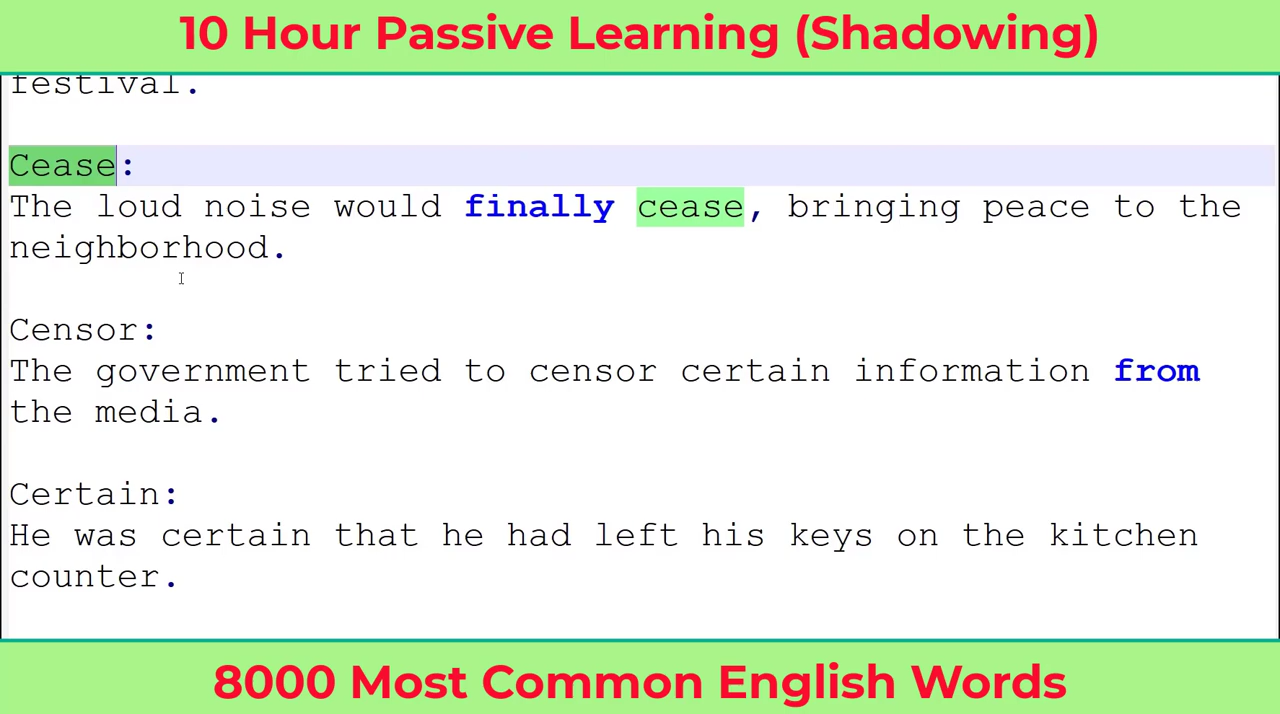 10 Hour Passive Learning (Shadowing)
festival.
Cease:
The loud noise would finally cease, bringing peace to the
neighborhood.
Censor:
The government tried to censor certain information from
the media.
Certain:
He was certain that he had left his keys on the kitchen
counter.
8000 Most Common English Words